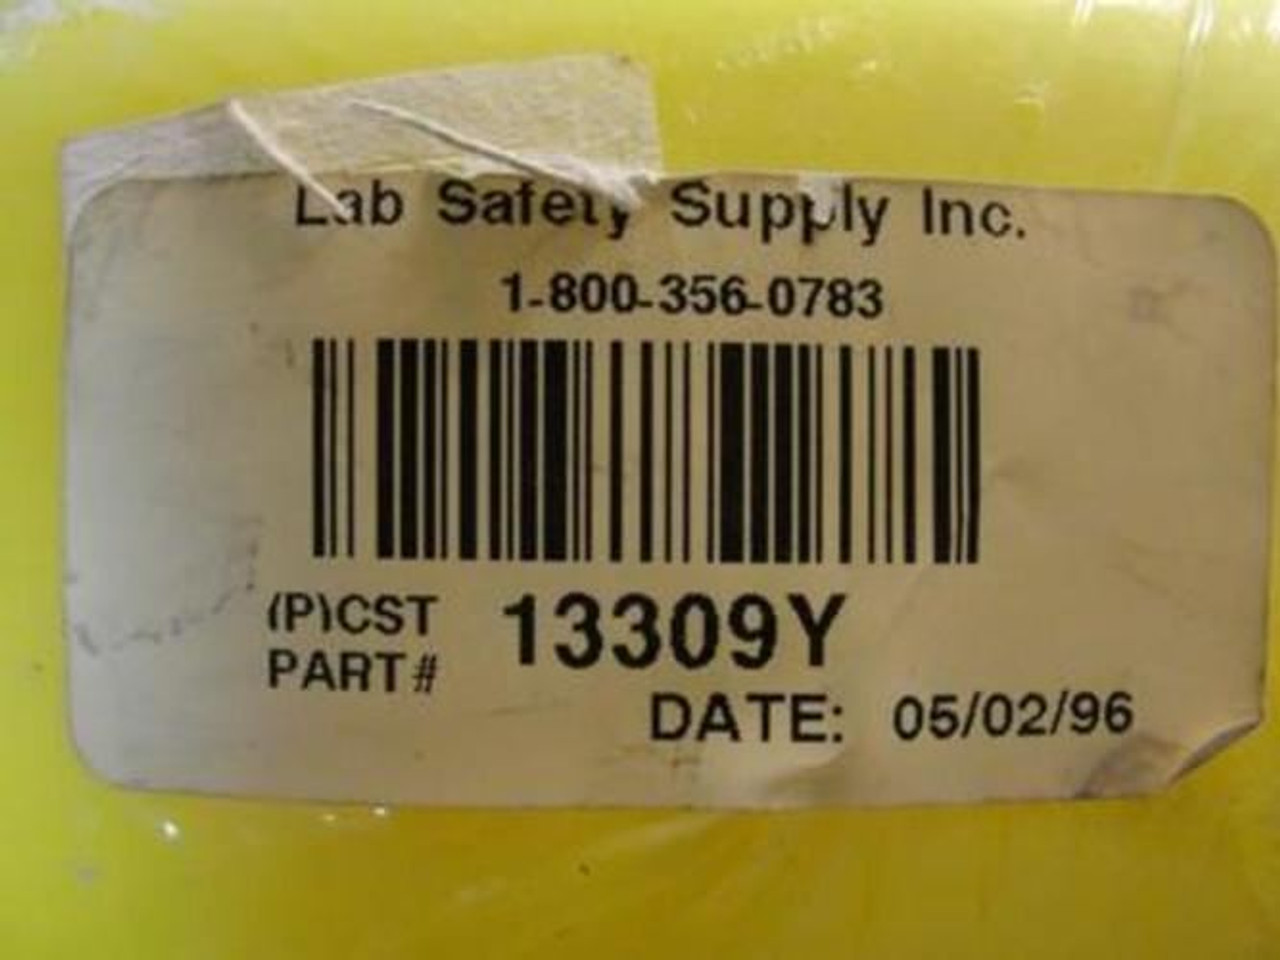 Lab Safety Supply Inc.
1-800-356-0783
(P)CST 13309Y
PART#
DATE: 05/02/96